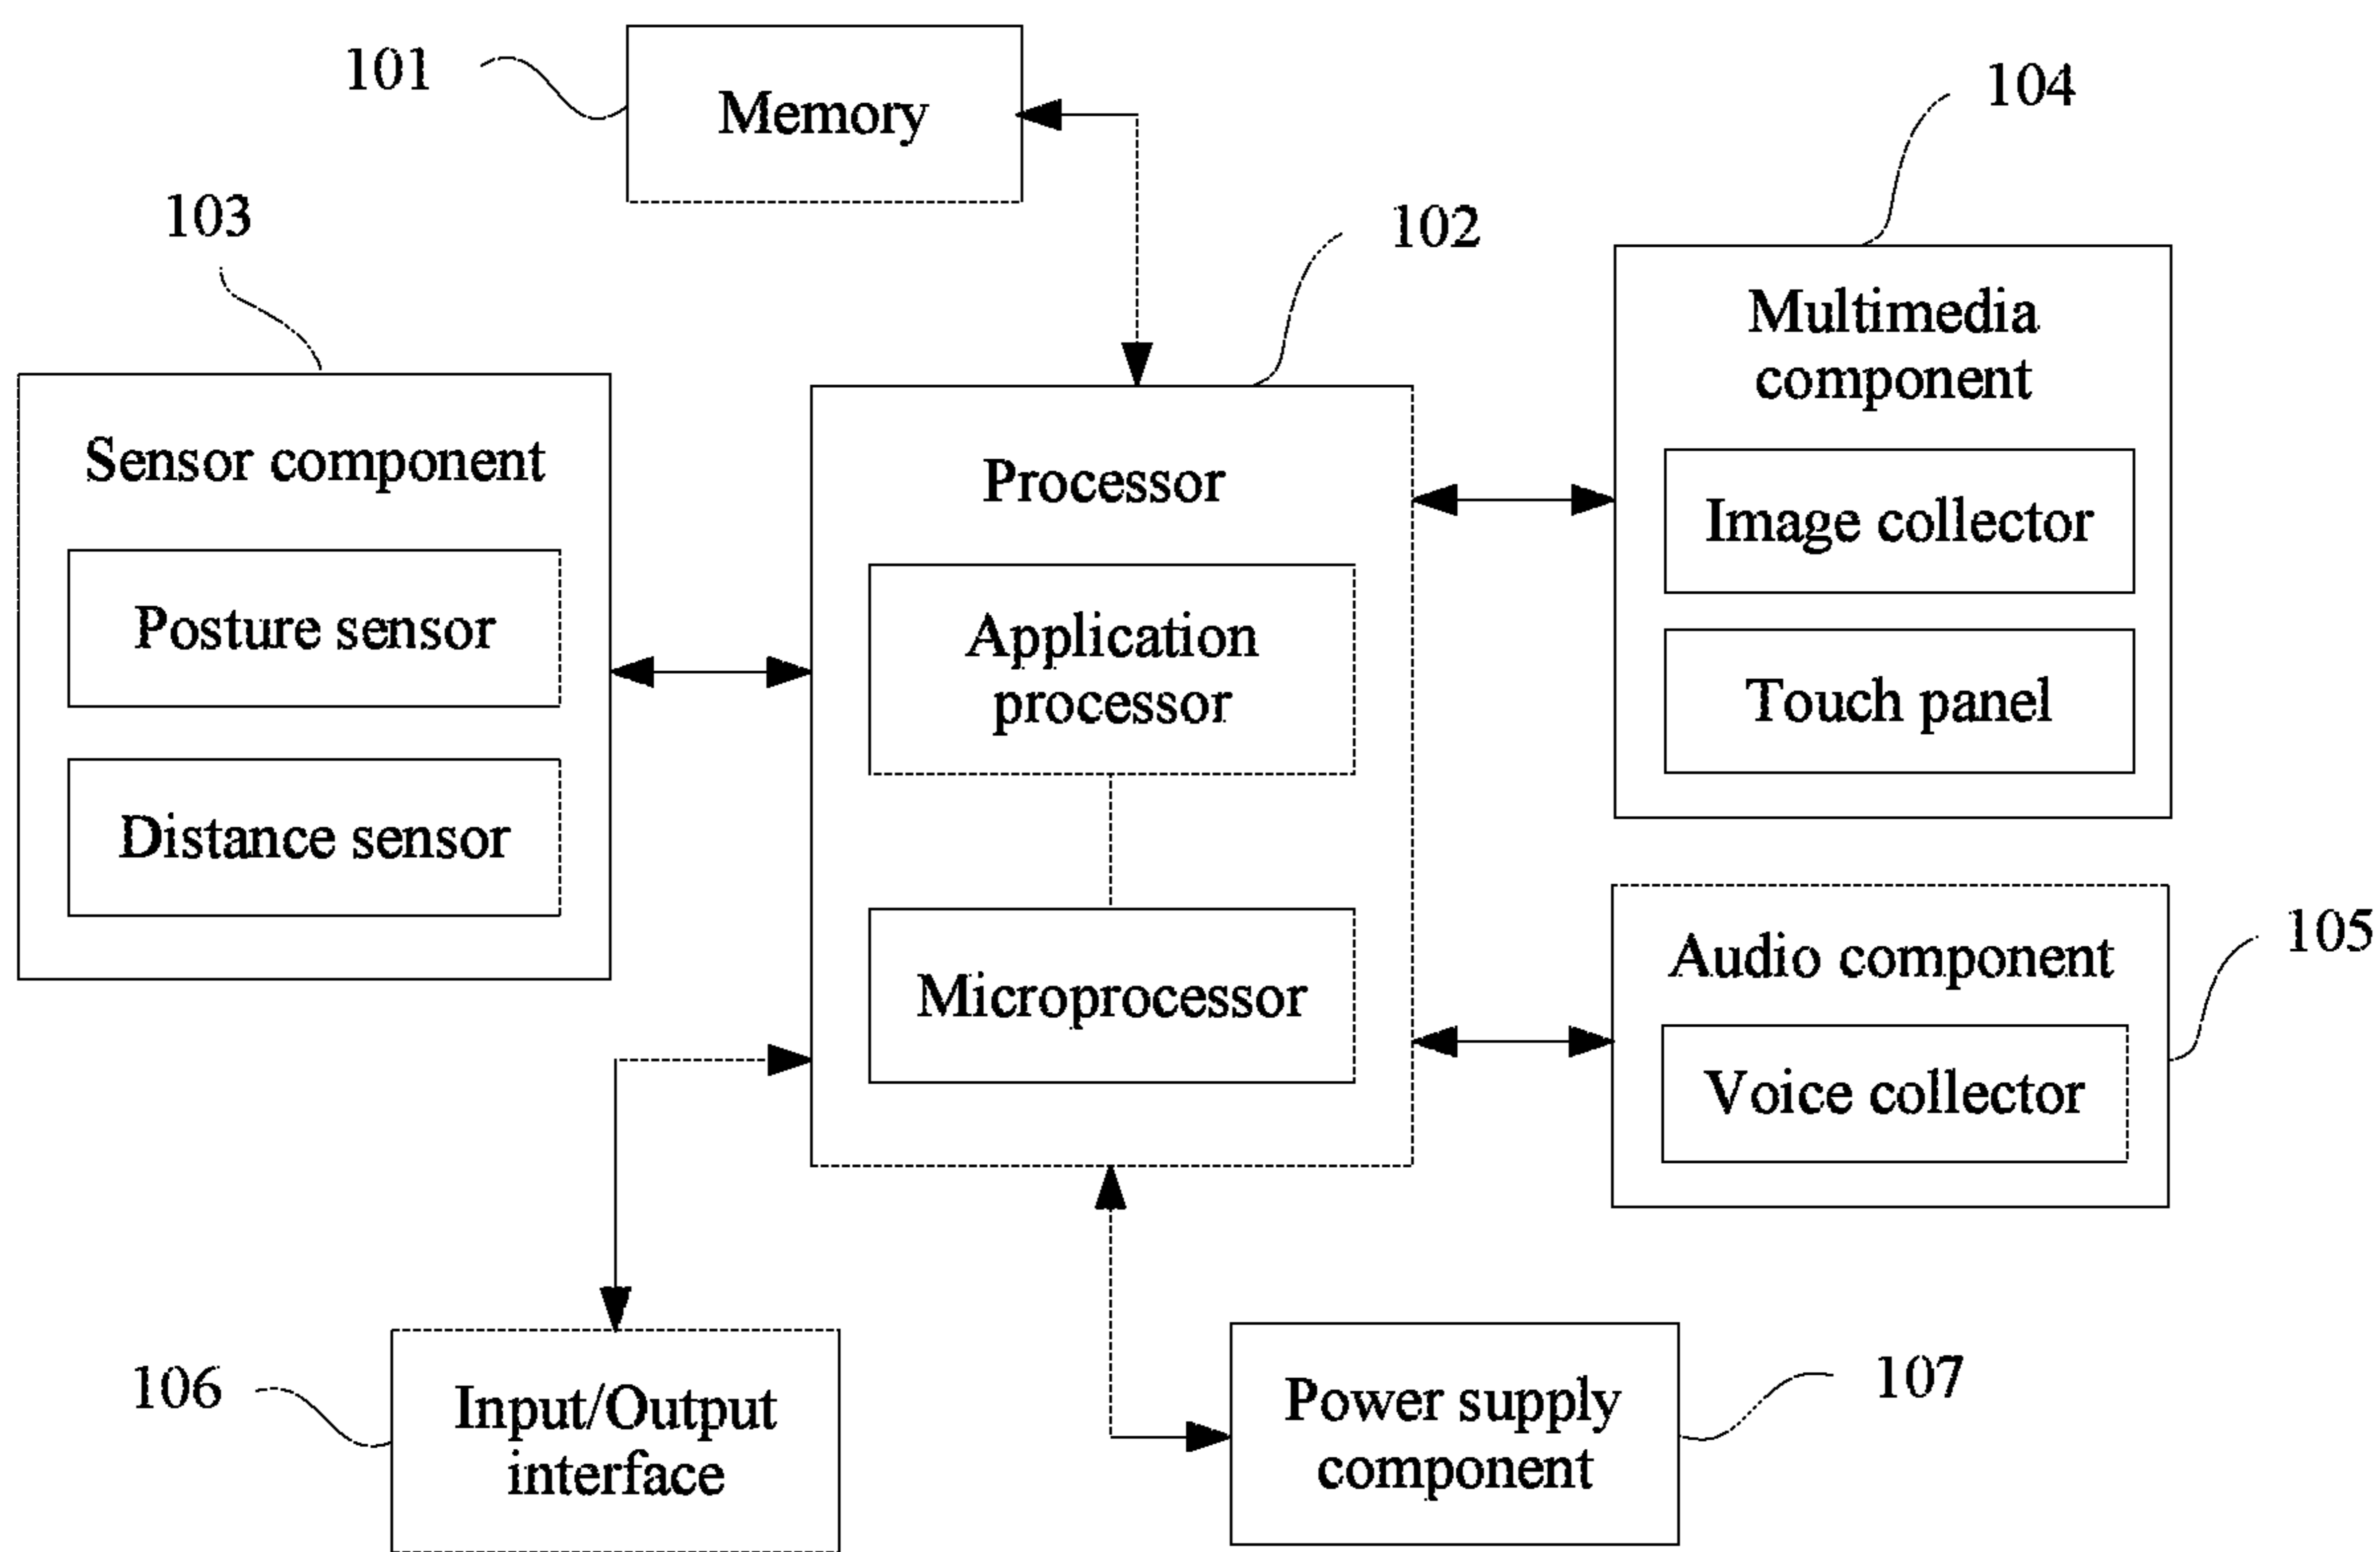 101
Memory
104
103
102
Multimedia
component
Sensor component
Processor
Image collector
Posture sensor
Application
processor
Touch panel
Distance sensor
105
Audio component
Microprocessor
Voice collector
106
Input/Output
interface
Power supply
component
107